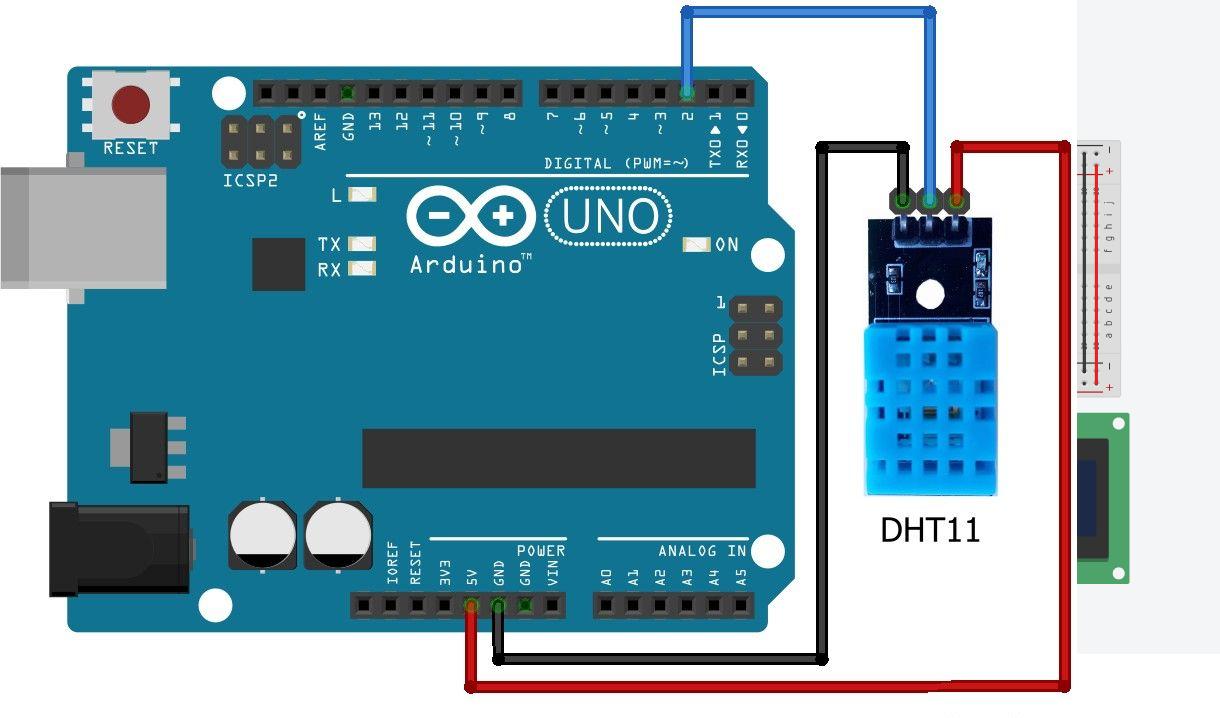 RESET
ICSP2
AREF
GND
13
12
~11
~10
~9
8
7
~6
~5
4
~3
2
TX0▶1
RX0◀0
DIGITAL (PWM=~)
L
TX
RX
UNO
Arduino™
ON
1
ICSP
IOREF
RESET
3V3
5V
GND
GND
VIN
POWER
ANALOG IN
A0
A1
A2
A3
A4
A5
DHT11
- +
f g h i j
a b c d e
- +